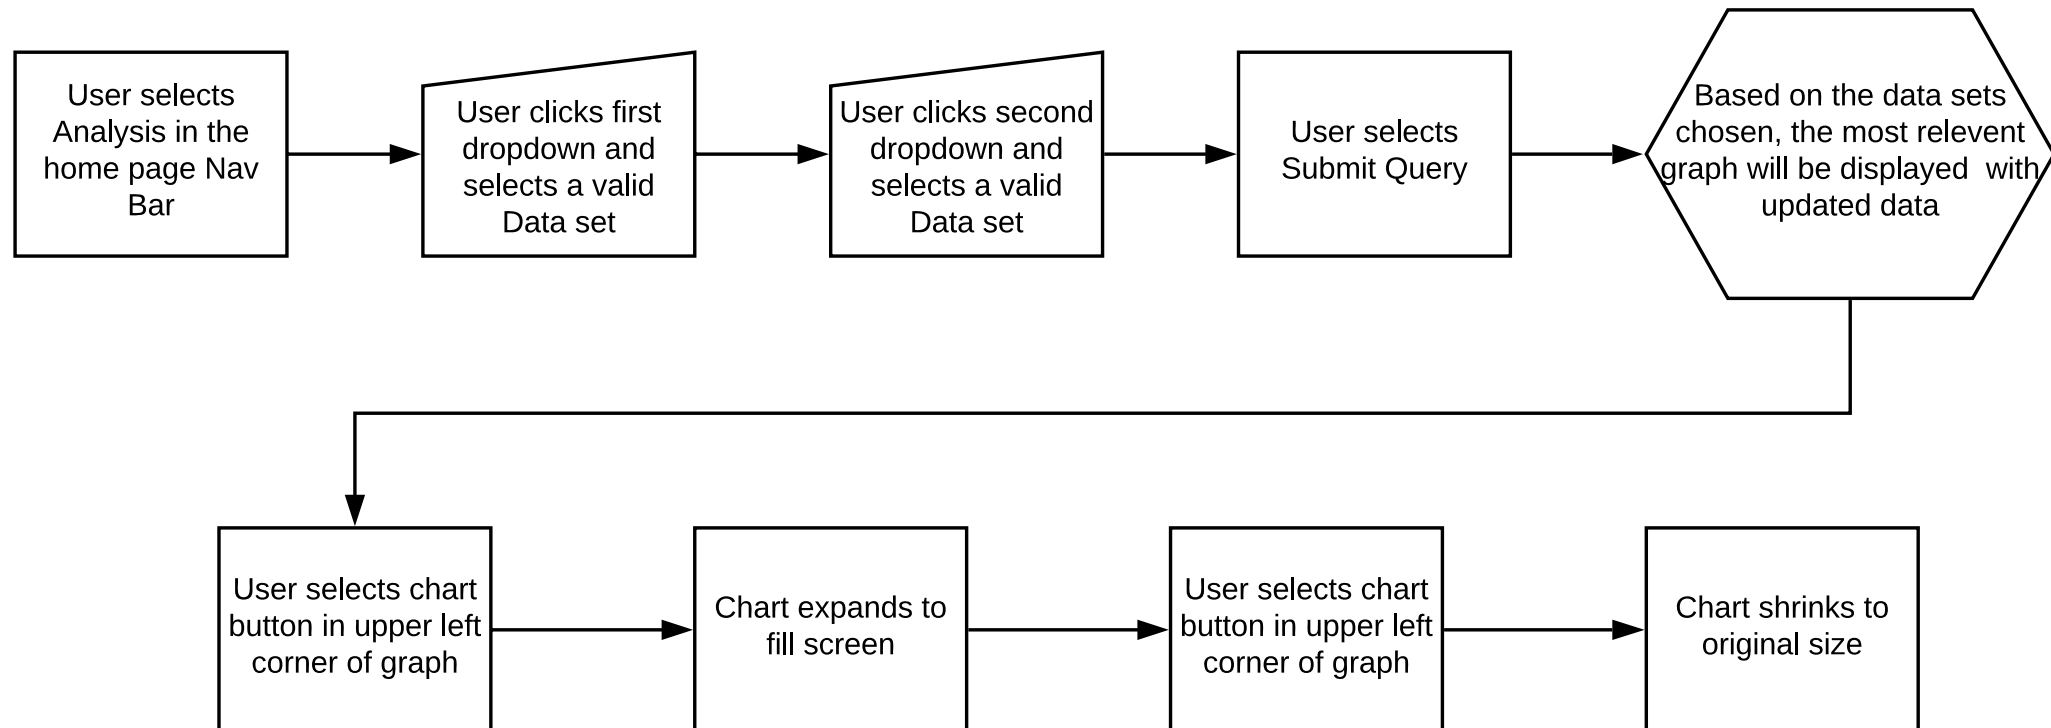 User selects
Analysis in the
home page Nav
Bar
User clicks first
dropdown and
selects a valid
Data set
User clicks second
dropdown and
selects a valid
Data set
User selects
Submit Query
Based on the data sets
chosen, the most relevent
graph will be displayed  with
updated data
User selects chart
button in upper left
corner of graph
Chart expands to
fill screen
User selects chart
button in upper left
corner of graph
Chart shrinks to
original size